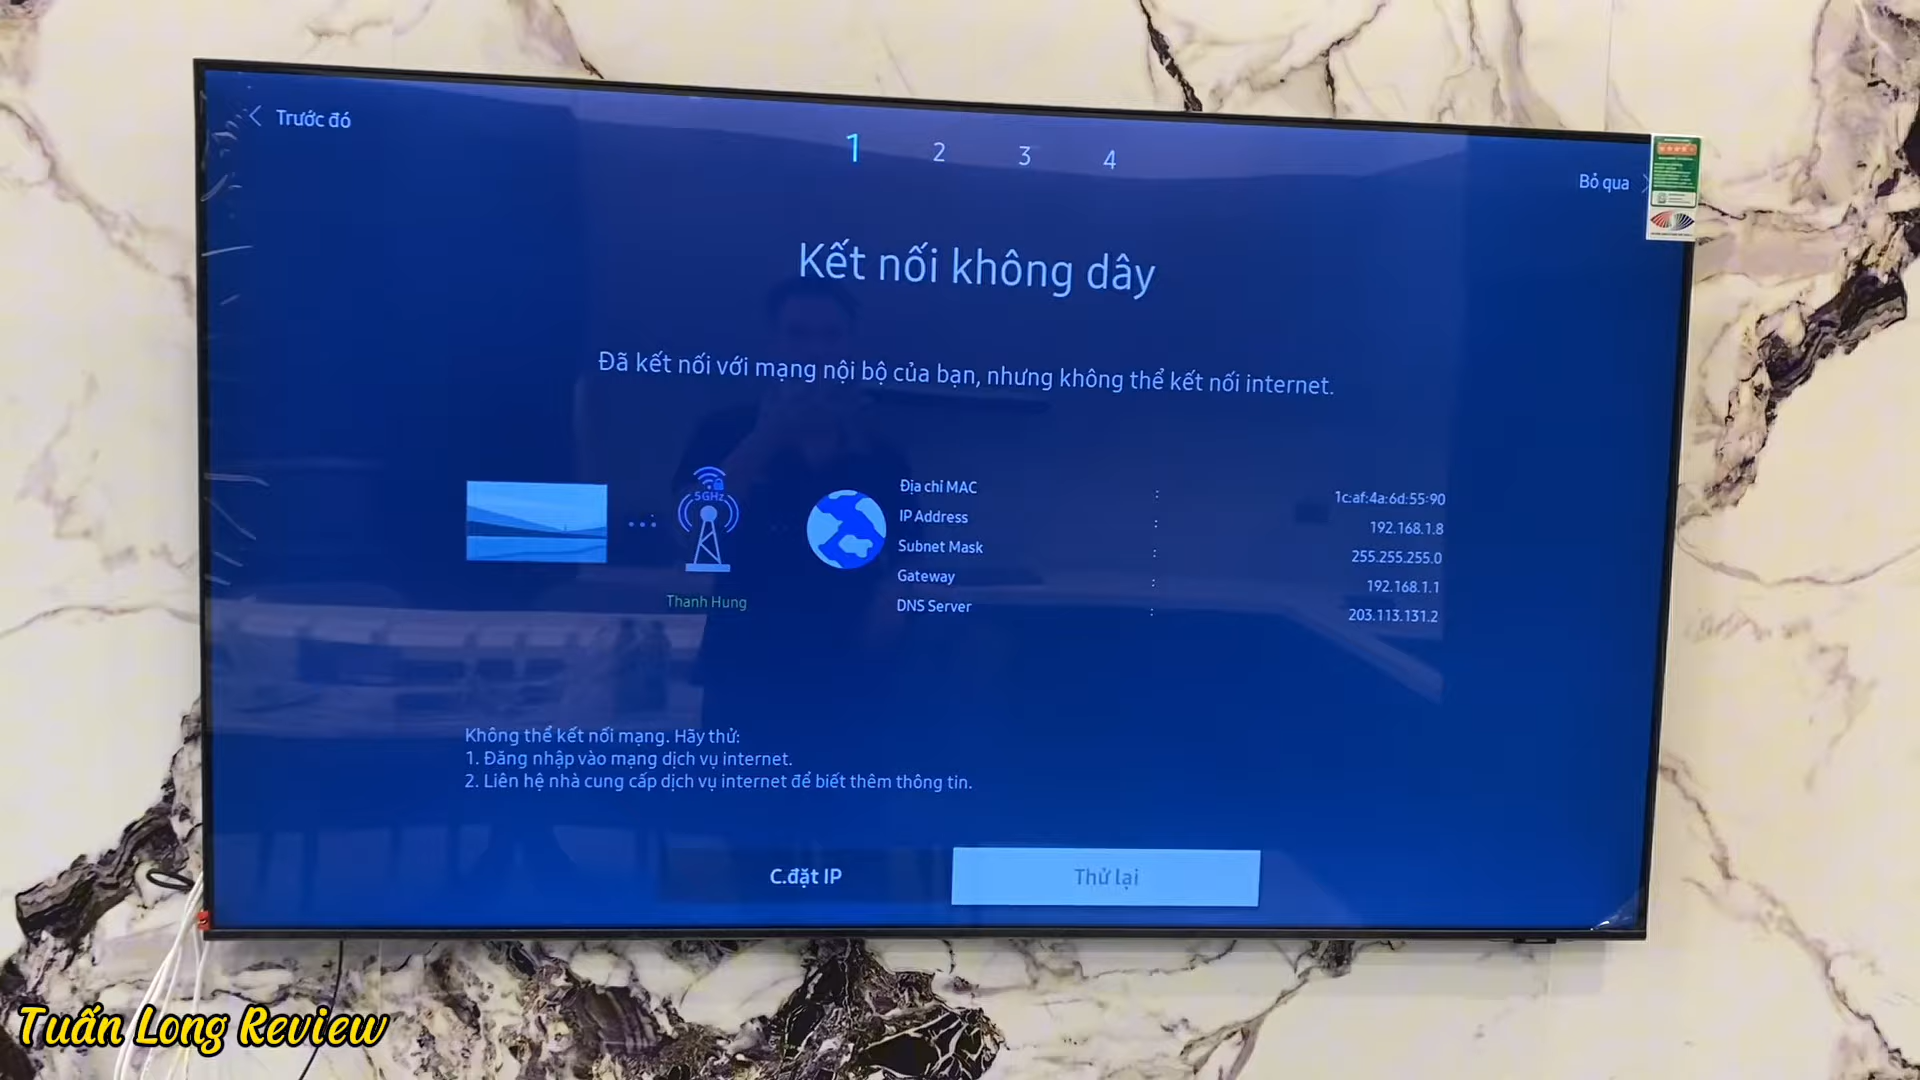 Trước đó
1 2 3 4
Bỏ qua
Kết nối không dây
Đã kết nối với mạng nội bộ của bạn, nhưng không thể kết nối internet.
5GHz
Thanh Hung
Địa chỉ MAC : 1c:af:4a:6d:55:90
IP Address : 192.168.1.8
Subnet Mask : 255.255.255.0
Gateway : 192.168.1.1
DNS Server : 203.113.131.2
Không thể kết nối mạng. Hãy thử:
1. Đăng nhập vào mạng dịch vụ internet.
2. Liên hệ nhà cung cấp dịch vụ internet để biết thêm thông tin.
C.đặt IP
Thử lại
Tuấn Long Review